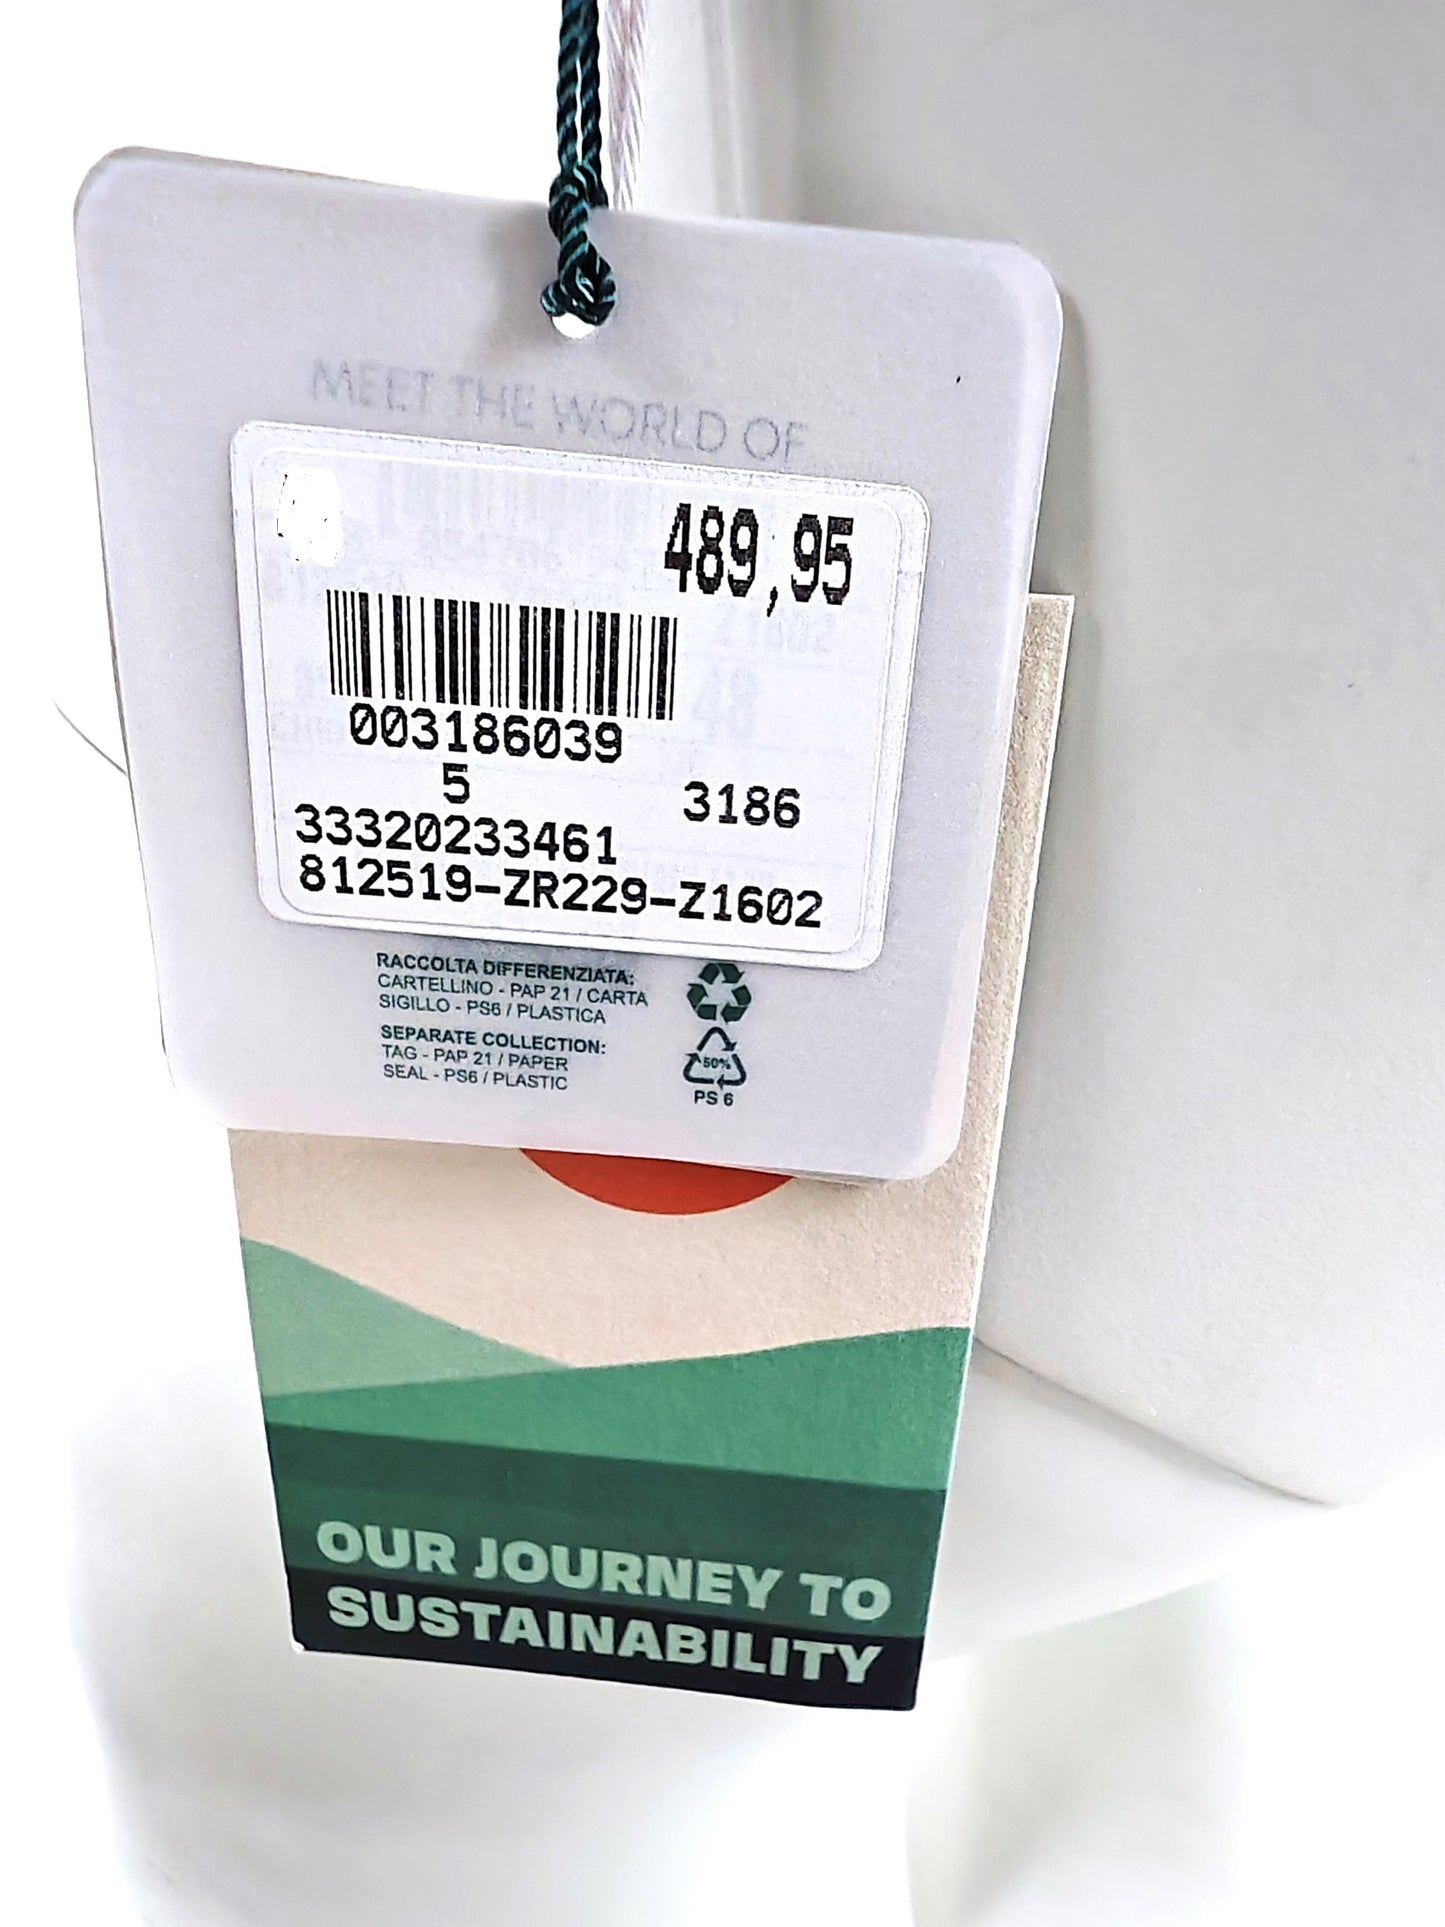 MEET THE WORLD OF
489,95
003186039
5
3186
33320233461
812519-ZR229-Z1602
RACCOLTA DIFFERENZIATA:
CARTELLINO - PAP 21 / CARTA
SIGILLO - PS6 / PLASTICA
SEPARATE COLLECTION:
TAG - PAP 21 / PAPER
SEAL - PS6 / PLASTIC
50%
PS 6
OUR JOURNEY TO
SUSTAINABILITY